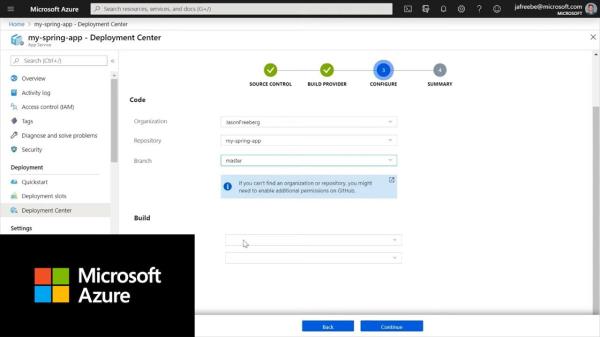 Microsoft Azure
Search resources, services, and docs (G+/)
jafreebe@microsoft.com
MICROSOFT
Home > my-spring-app - Deployment Center
my-spring-app - Deployment Center
App Service
Search (Ctrl+/)
Overview
Activity log
Access control (IAM)
Tags
Diagnose and solve problems
Security
Deployment
Quickstart
Deployment slots
Deployment Center
Settings
SOURCE CONTROL
BUILD PROVIDER
3
CONFIGURE
4
SUMMARY
Code
Organization
JasonFreeberg
Repository
my-spring-app
Branch
master
If you can't find an organization or repository, you might
need to enable additional permissions on GitHub.
Build
Back
Continue
Microsoft
Azure